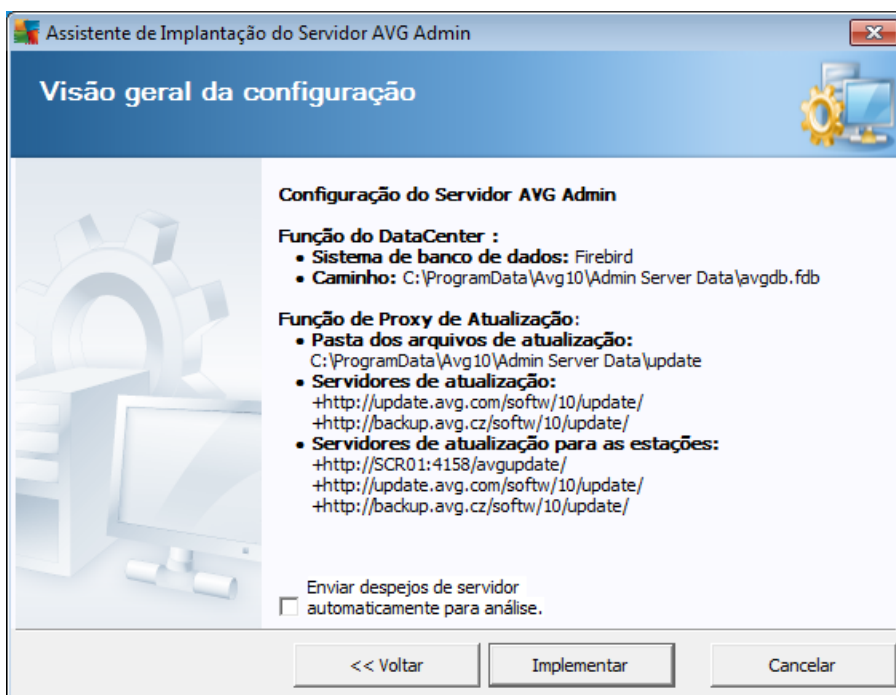 Assistente de Implantação do Servidor AVG Admin
Visão geral da configuração
Configuração do Servidor AVG Admin
Função do DataCenter :
• Sistema de banco de dados: Firebird
• Caminho: C:\ProgramData\Avg10\Admin Server Data\avgdb.fdb
Função de Proxy de Atualização:
• Pasta dos arquivos de atualização:
C:\ProgramData\Avg10\Admin Server Data\update
• Servidores de atualização:
+http://update.avg.com/softw/10/update/
+http://backup.avg.cz/softw/10/update/
• Servidores de atualização para as estações:
+http://SCR01:4158/avgupdate/
+http://update.avg.com/softw/10/update/
+http://backup.avg.cz/softw/10/update/
Enviar despejos de servidor
automaticamente para análise.
<< Voltar
Implementar
Cancelar